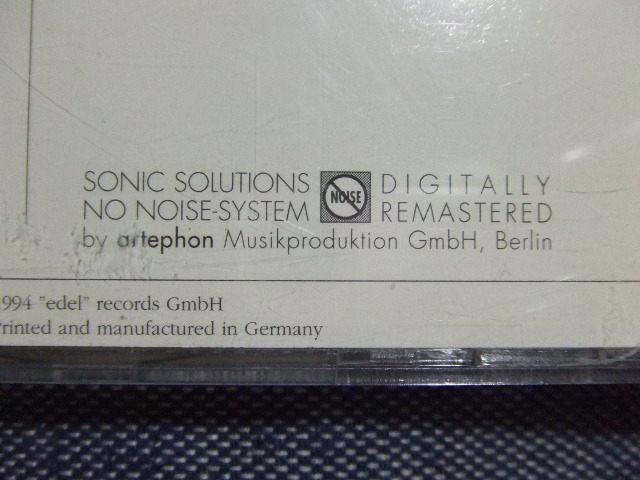 SONIC SOLUTIONS NOISE DIGITALLY
NO NOISE-SYSTEM REMASTERED
by artephon Musikproduktion GmbH, Berlin
1994 "edel" records GmbH
Printed and manufactured in Germany